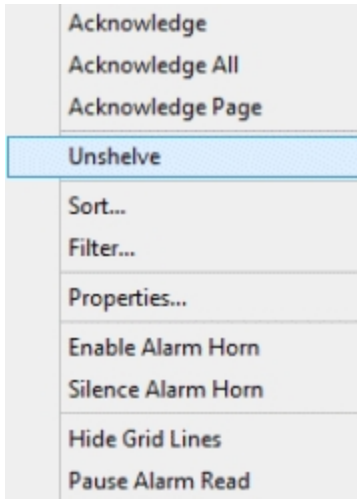 Acknowledge
Acknowledge All
Acknowledge Page
Unshelve
Sort...
Filter...
Properties...
Enable Alarm Horn
Silence Alarm Horn
Hide Grid Lines
Pause Alarm Read